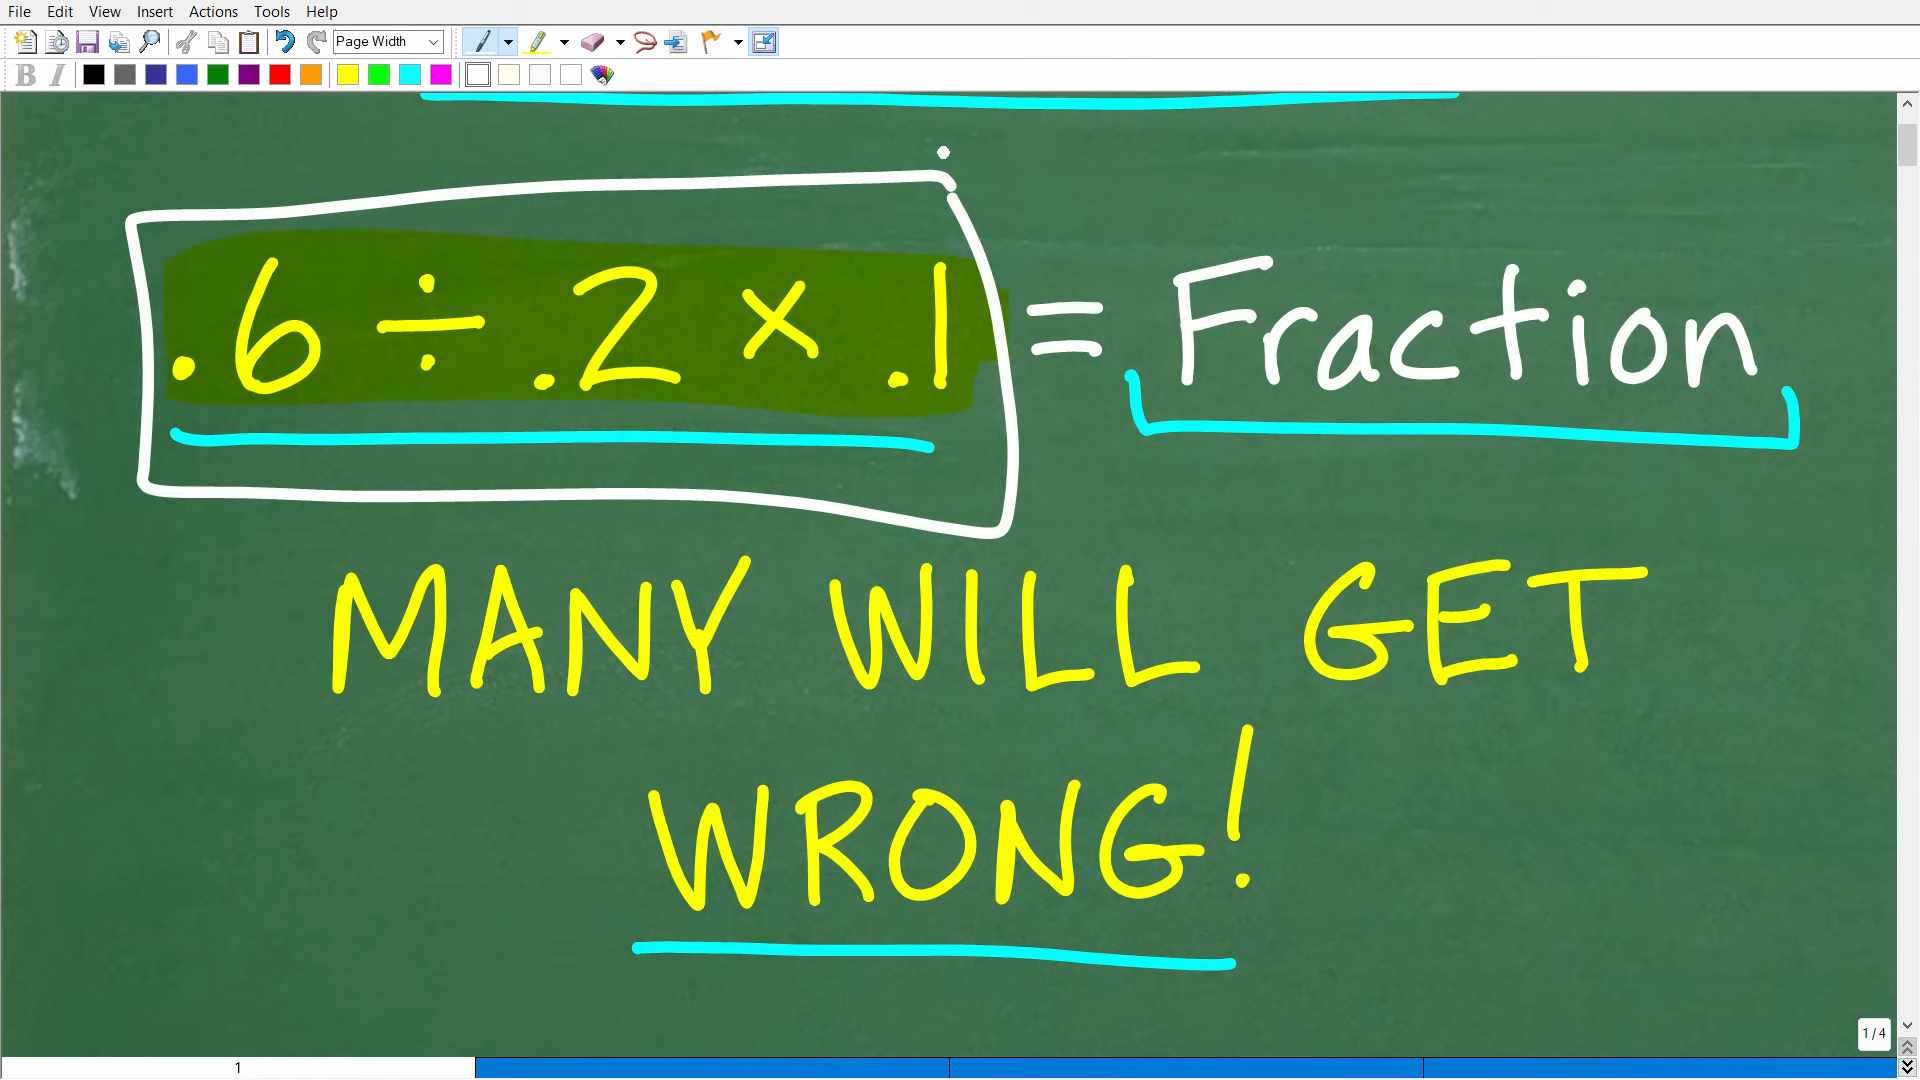 File Edit View Insert Actions Tools Help
Page Width
B I
.6 ÷ .2 × .1 = Fraction
MANY WILL GET
WRONG!
1 / 4
1